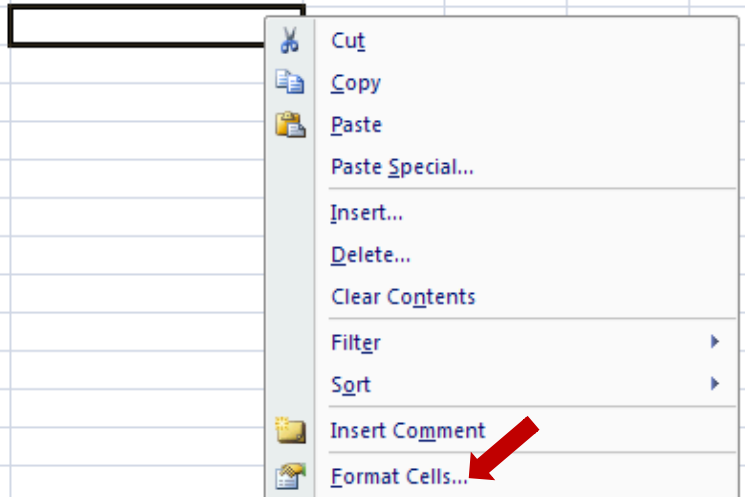 Cut
Copy
Paste
Paste Special...
Insert...
Delete...
Clear Contents
Filter
Sort
Insert Comment
Format Cells...